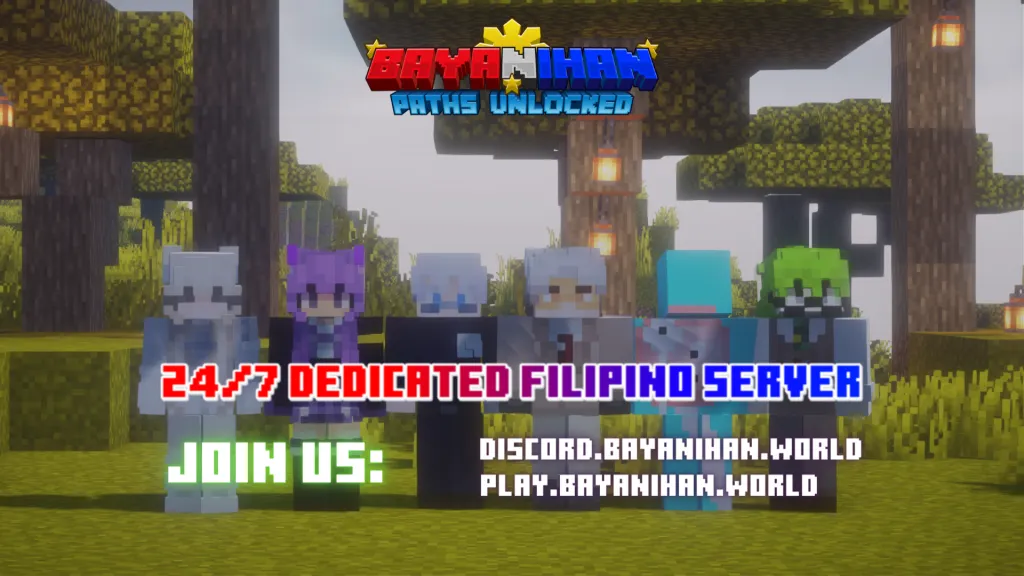 BAYANIHAN
PATHS UNLOCKED
24/7 DEDICATED FILIPINO SERVER
JOIN US:
DISCORD.BAYANIHAN.WORLD
PLAY.BAYANIHAN.WORLD